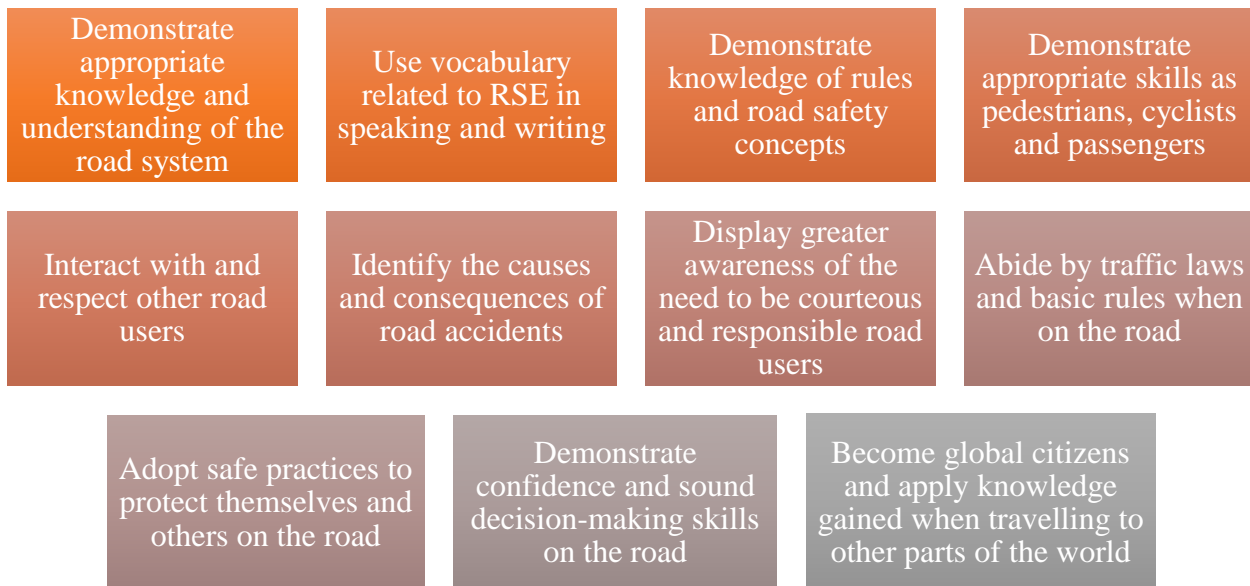 Demonstrate
appropriate
knowledge and
understanding of the
road system
Use vocabulary
related to RSE in
speaking and writing
Demonstrate
knowledge of rules
and road safety
concepts
Demonstrate
appropriate skills as
pedestrians, cyclists
and passengers
Interact with and
respect other road
users
Identify the causes
and consequences of
road accidents
Display greater
awareness of the
need to be courteous
and responsible road
users
Abide by traffic laws
and basic rules when
on the road
Adopt safe practices to
protect themselves and
others on the road
Demonstrate
confidence and sound
decision-making skills
on the road
Become global citizens
and apply knowledge
gained when travelling to
other parts of the world